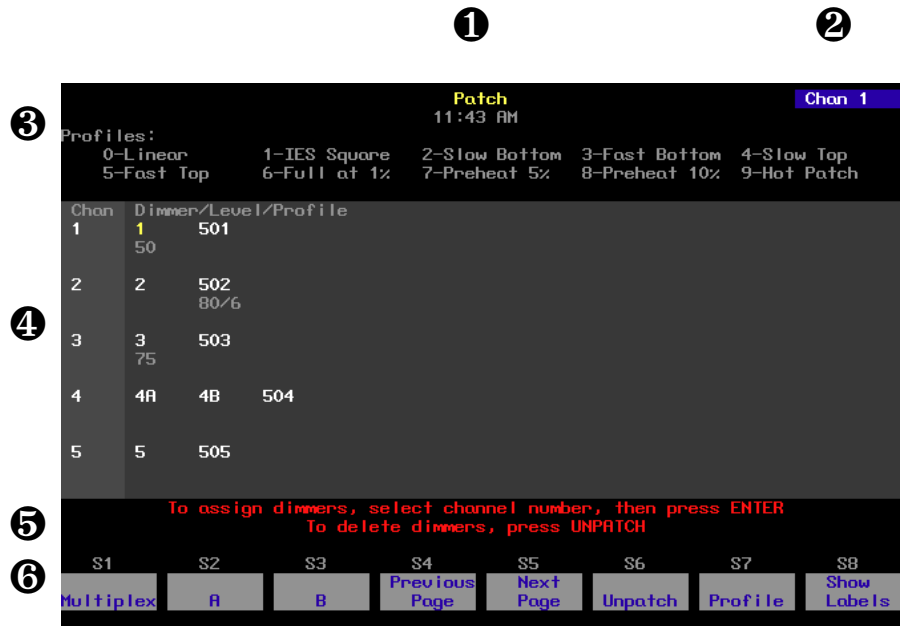 ❶ ❷
Patch Chan 1
❸ 11:43 AM
Profiles:
0-Linear 1-IES Square 2-Slow Bottom 3-Fast Bottom 4-Slow Top
5-Fast Top 6-Full at 1% 7-Preheat 5% 8-Preheat 10% 9-Hot Patch
Chan Dimmer/Level/Profile
1 1 501
50
2 2 502
80/6
❹
3 3 503
75
4 4A 4B 504
5 5 505
To assign dimmers, select channel number, then press ENTER
❺
To delete dimmers, press UNPATCH
S1 S2 S3 S4 S5 S6 S7 S8
❻
Previous Next Show
Multiplex A B Page Page Unpatch Profile Labels